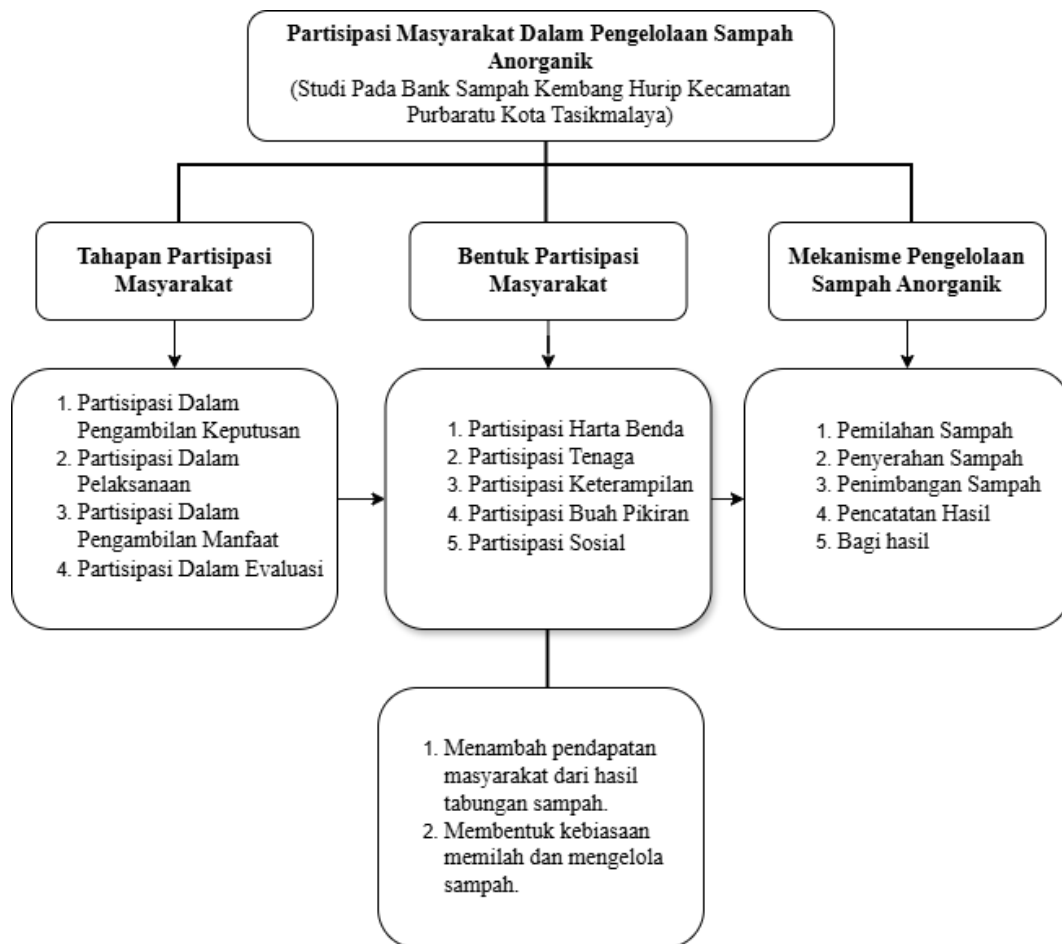 Partisipasi Masyarakat Dalam Pengelolaan Sampah
Anorganik
(Studi Pada Bank Sampah Kembang Hurip Kecamatan
Purbaratu Kota Tasikmalaya)
Tahapan Partisipasi
Masyarakat
Bentuk Partisipasi
Masyarakat
Mekanisme Pengelolaan
Sampah Anorganik
1. Partisipasi Dalam
Pengambilan Keputusan
2. Partisipasi Dalam
Pelaksanaan
3. Partisipasi Dalam
Pengambilan Manfaat
4. Partisipasi Dalam Evaluasi
1. Partisipasi Harta Benda
2. Partisipasi Tenaga
3. Partisipasi Keterampilan
4. Partisipasi Buah Pikiran
5. Partisipasi Sosial
1. Pemilahan Sampah
2. Penyerahan Sampah
3. Penimbangan Sampah
4. Pencatatan Hasil
5. Bagi hasil
1. Menambah pendapatan
masyarakat dari hasil
tabungan sampah.
2. Membentuk kebiasaan
memilah dan mengelola
sampah.